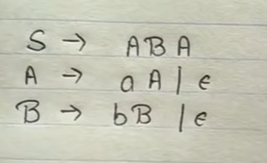 S → ABA
A → aA | ϵ
B → bB | ϵ